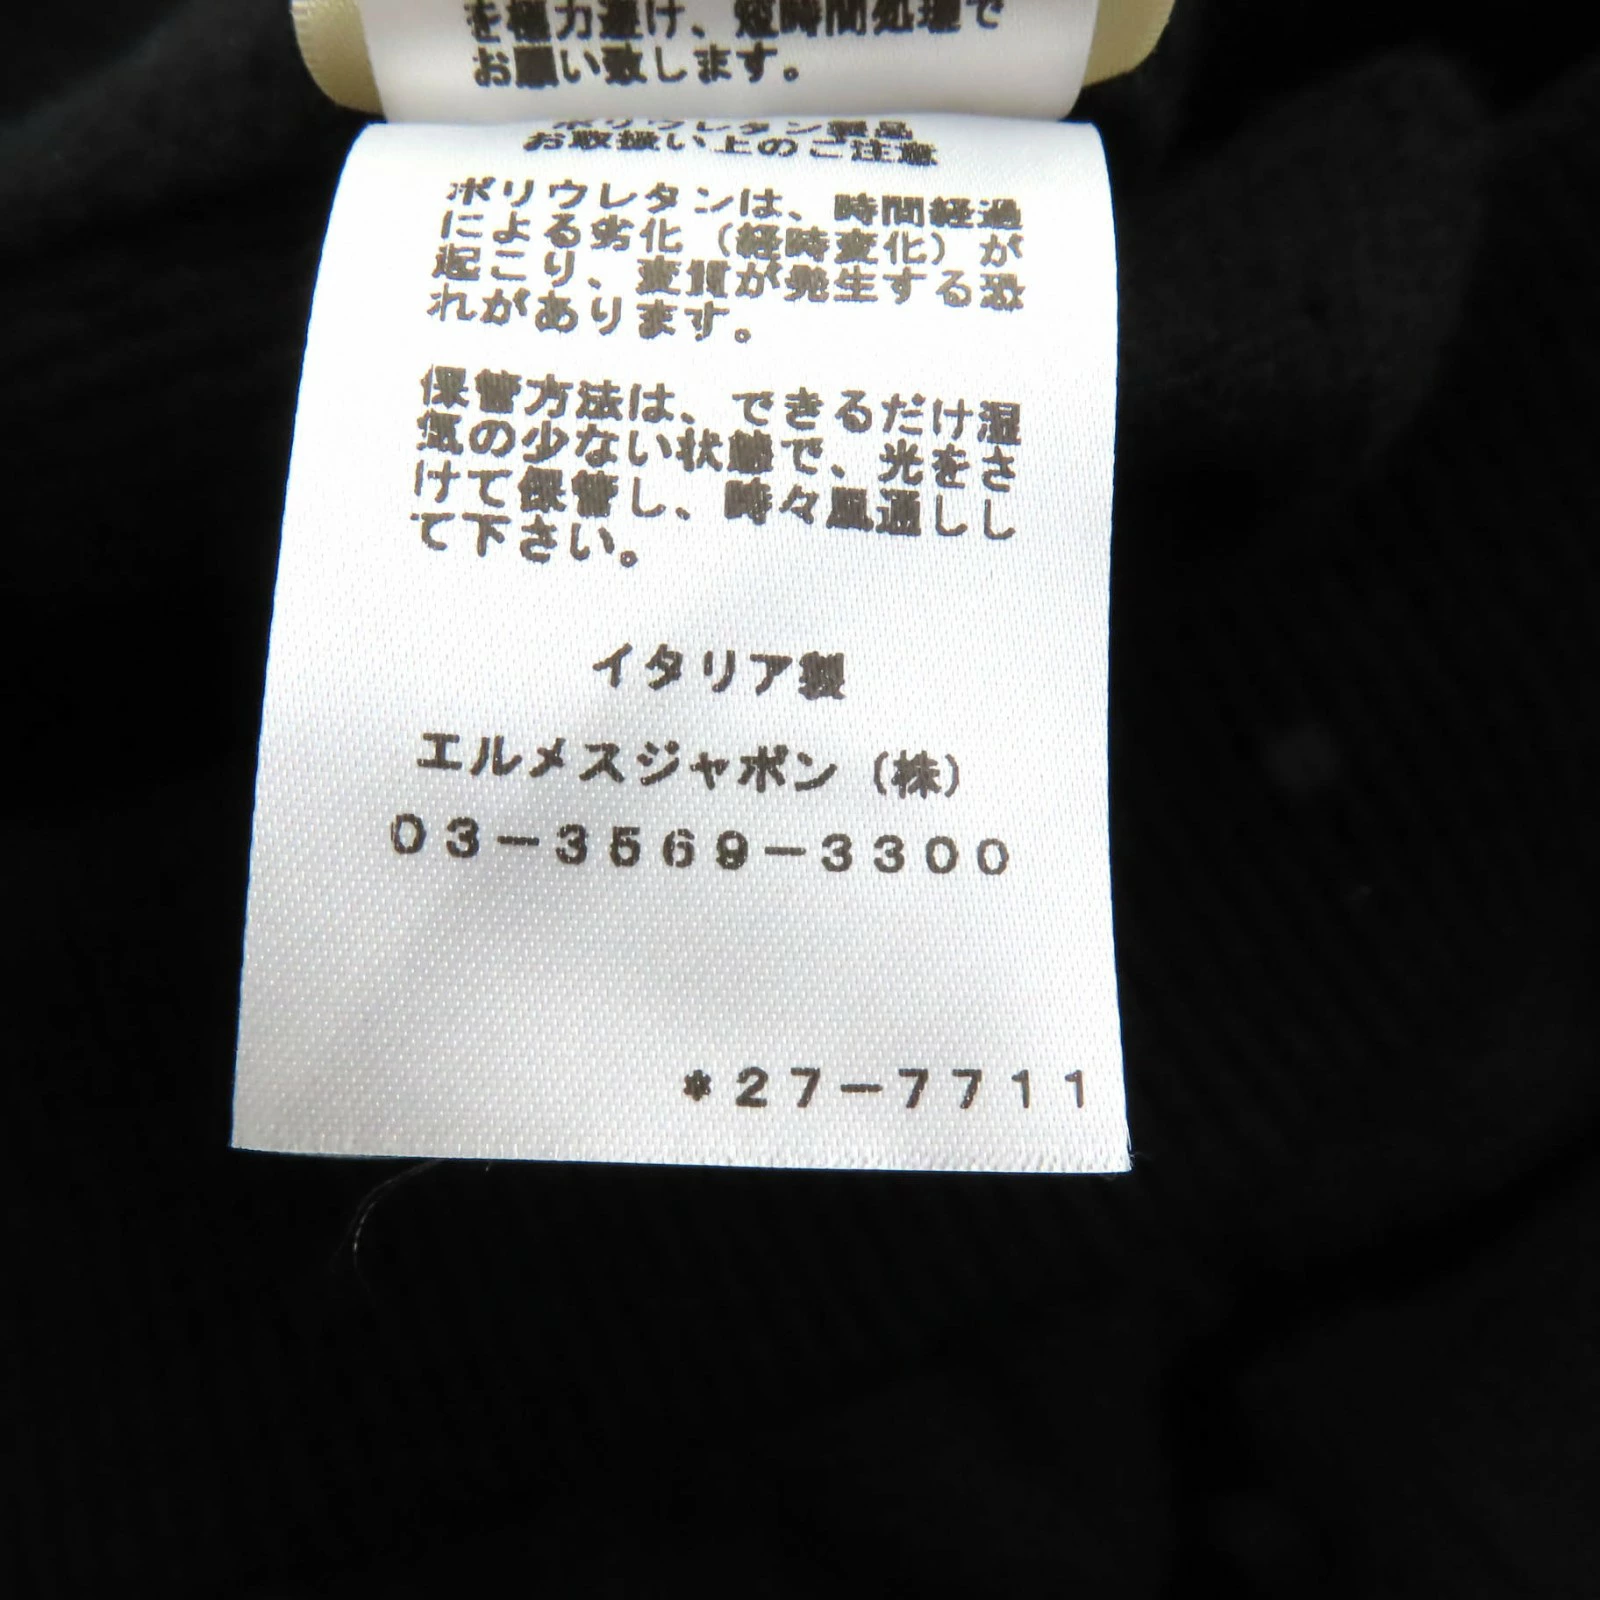 を極力避け、短時間処理で
お願い致します。
ポリウレタン製品
お取扱い上のご注意
ポリウレタンは、時間経過
による劣化（経時変化）が
起こり、変質が発生する恐
れがあります。
保管方法は、できるだけ湿
気の少ない状態で、光をさ
けて保管し、時々風通しし
て下さい。
イタリア製
エルメスジャポン（株）
03-3569-3300
*27-7711